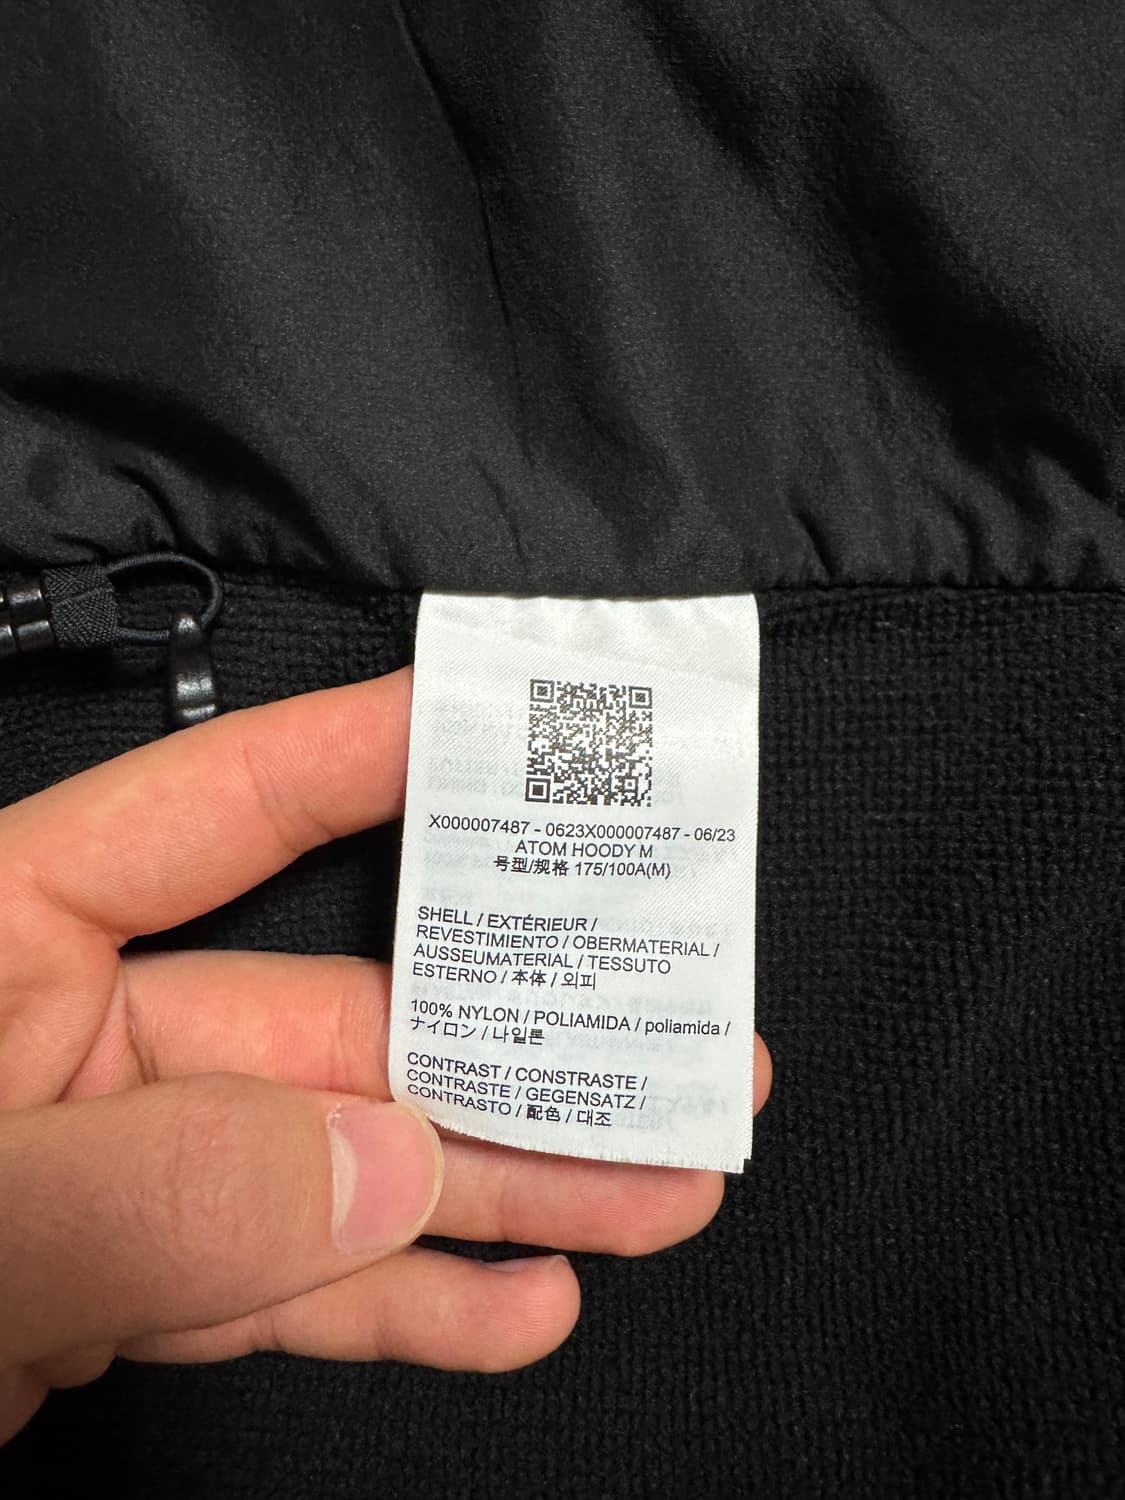 X000007487 - 0623X000007487 - 06/23
ATOM HOODY M
号型/规格 175/100A(M)
SHELL / EXTÉRIEUR /
REVESTIMIENTO / OBERMATERIAL /
AUSSEUMATERIAL / TESSUTO
ESTERNO / 本体 / 외피
100% NYLON / POLIAMIDA / poliamida /
ナイロン / 나일론
CONTRAST / CONSTRASTE /
CONTRASTE / GEGENSATZ /
CONTRASTO / 配色 / 대조